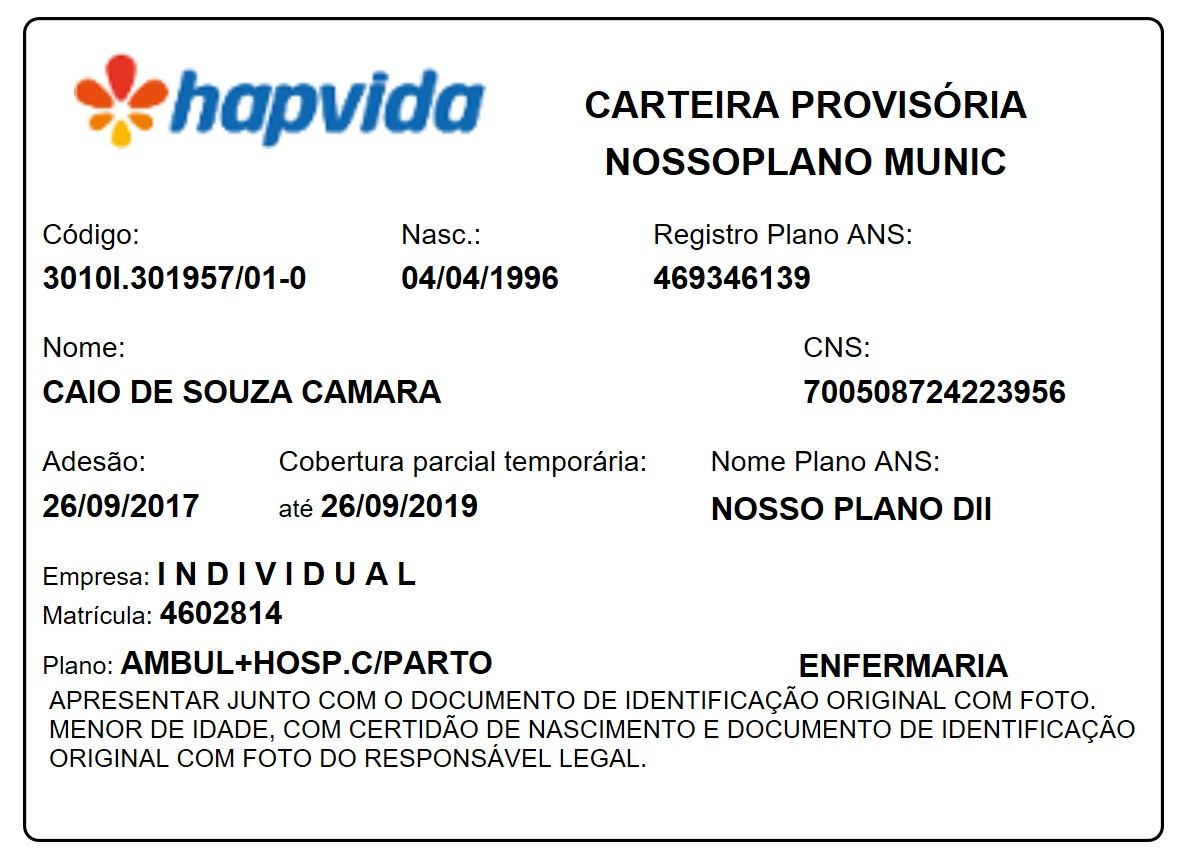 hapvida
CARTEIRA PROVISÓRIA
NOSSOPLANO MUNIC
Código: Nasc.: Registro Plano ANS:
3010I.301957/01-0 04/04/1996 469346139
Nome: CNS:
CAIO DE SOUZA CAMARA 700508724223956
Adesão: Cobertura parcial temporária: Nome Plano ANS:
26/09/2017 até 26/09/2019 NOSSO PLANO DII
Empresa: I N D I V I D U A L
Matrícula: 4602814
Plano: AMBUL+HOSP.C/PARTO ENFERMARIA
APRESENTAR JUNTO COM O DOCUMENTO DE IDENTIFICAÇÃO ORIGINAL COM FOTO.
MENOR DE IDADE, COM CERTIDÃO DE NASCIMENTO E DOCUMENTO DE IDENTIFICAÇÃO
ORIGINAL COM FOTO DO RESPONSÁVEL LEGAL.